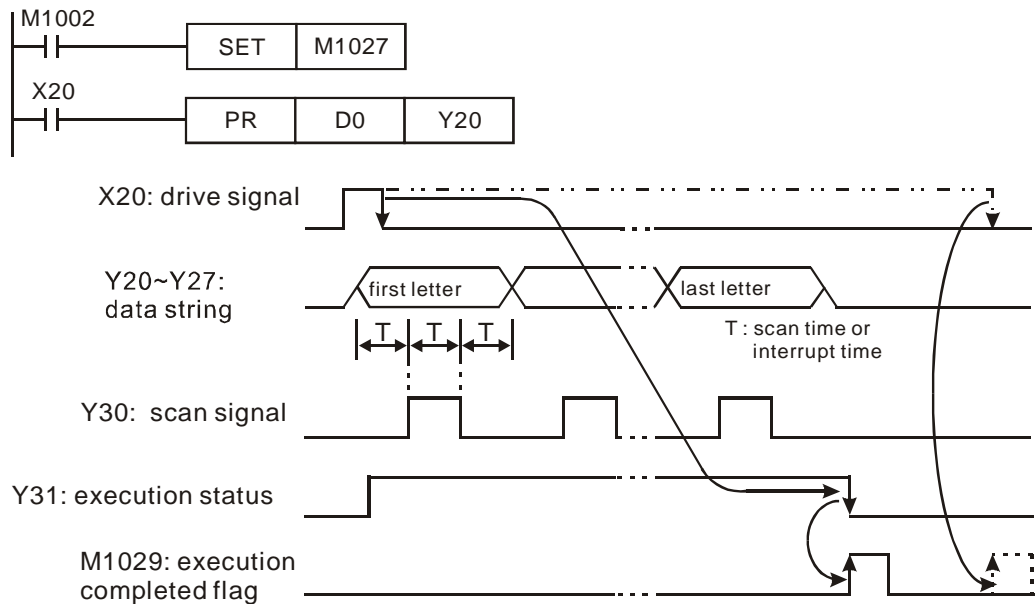 M1002
SET M1027
X20
PR D0 Y20
X20: drive signal
Y20~Y27:
data string
first letter
last letter
T T T
T : scan time or
interrupt time
Y30: scan signal
Y31: execution status
M1029: execution
completed flag